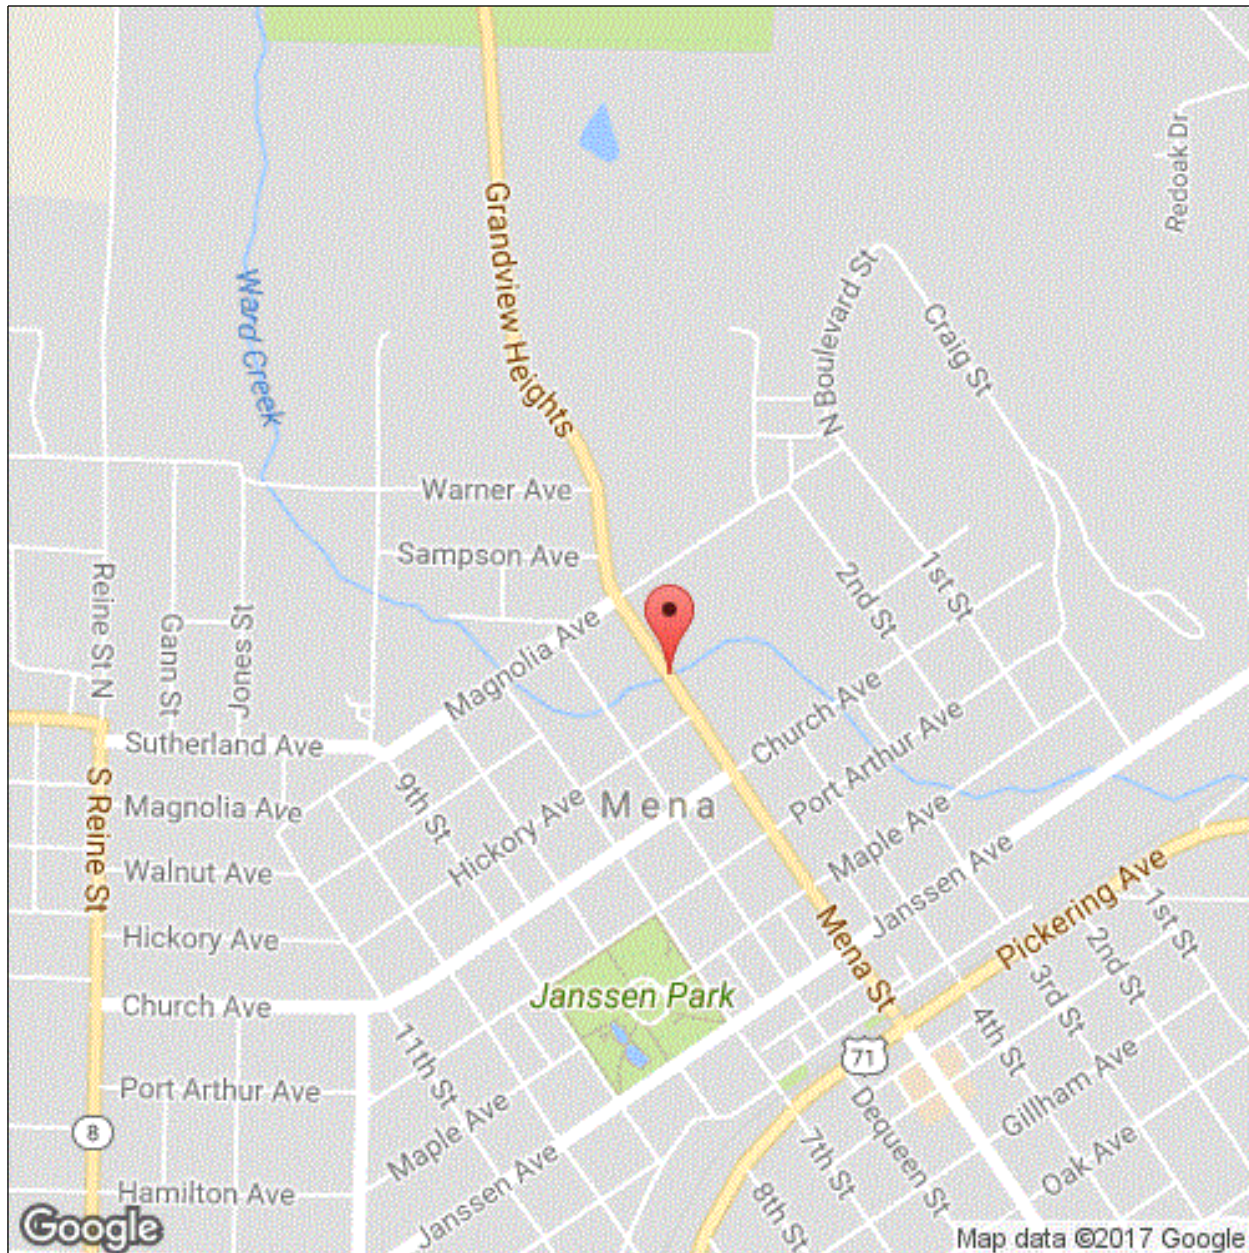 Redoak Dr
Grandview Heights
Ward Creek
N Boulevard St
Craig St
Warner Ave
Sampson Ave
Reine St N
Gann St
Jones St
Magnolia Ave
2nd St
1st St
Church Ave
Port Arthur Ave
Sutherland Ave
S Reine St
Magnolia Ave
9th St
Hickory Ave
Mena
Maple Ave
Janssen Ave
Walnut Ave
Pickering Ave
1st St
2nd St
3rd St
Hickory Ave
Mena St
Janssen Park
Church Ave
4th St
71
11th St
Port Arthur Ave
Maple Ave
Dequeen St
Gillham Ave
8
Oak Ave
7th St
Janssen Ave
8th St
Hamilton Ave
Google
Map data ©2017 Google